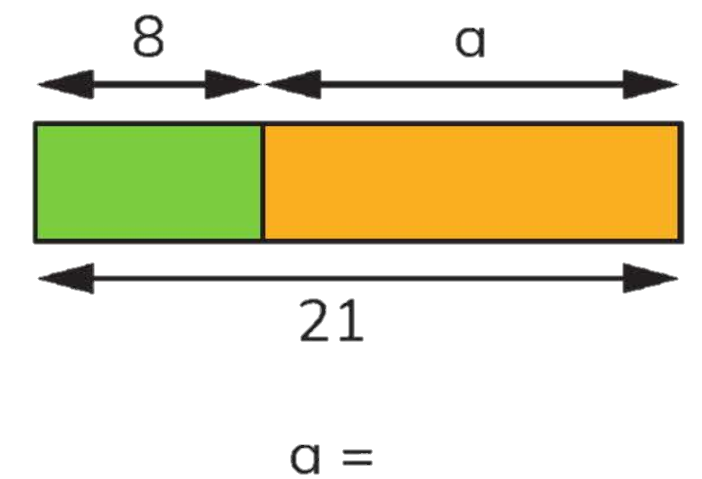 8 a
21
a =